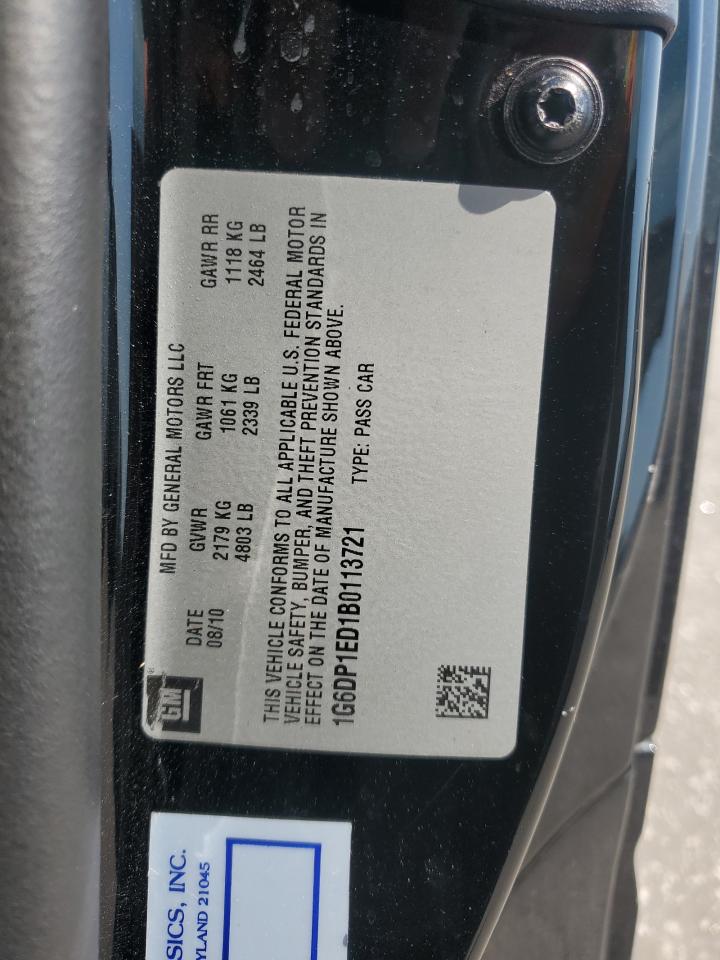 GM
MFD BY GENERAL MOTORS LLC
DATE GVWR GAWR FRT GAWR RR
08/10 2179 KG 1061 KG 1118 KG
4803 LB 2339 LB 2464 LB
THIS VEHICLE CONFORMS TO ALL APPLICABLE U.S. FEDERAL MOTOR
VEHICLE SAFETY, BUMPER, AND THEFT PREVENTION STANDARDS IN
EFFECT ON THE DATE OF MANUFACTURE SHOWN ABOVE.
1G6DP1ED1B0113721 TYPE: PASS CAR
SICS, INC.
YLAND 21045